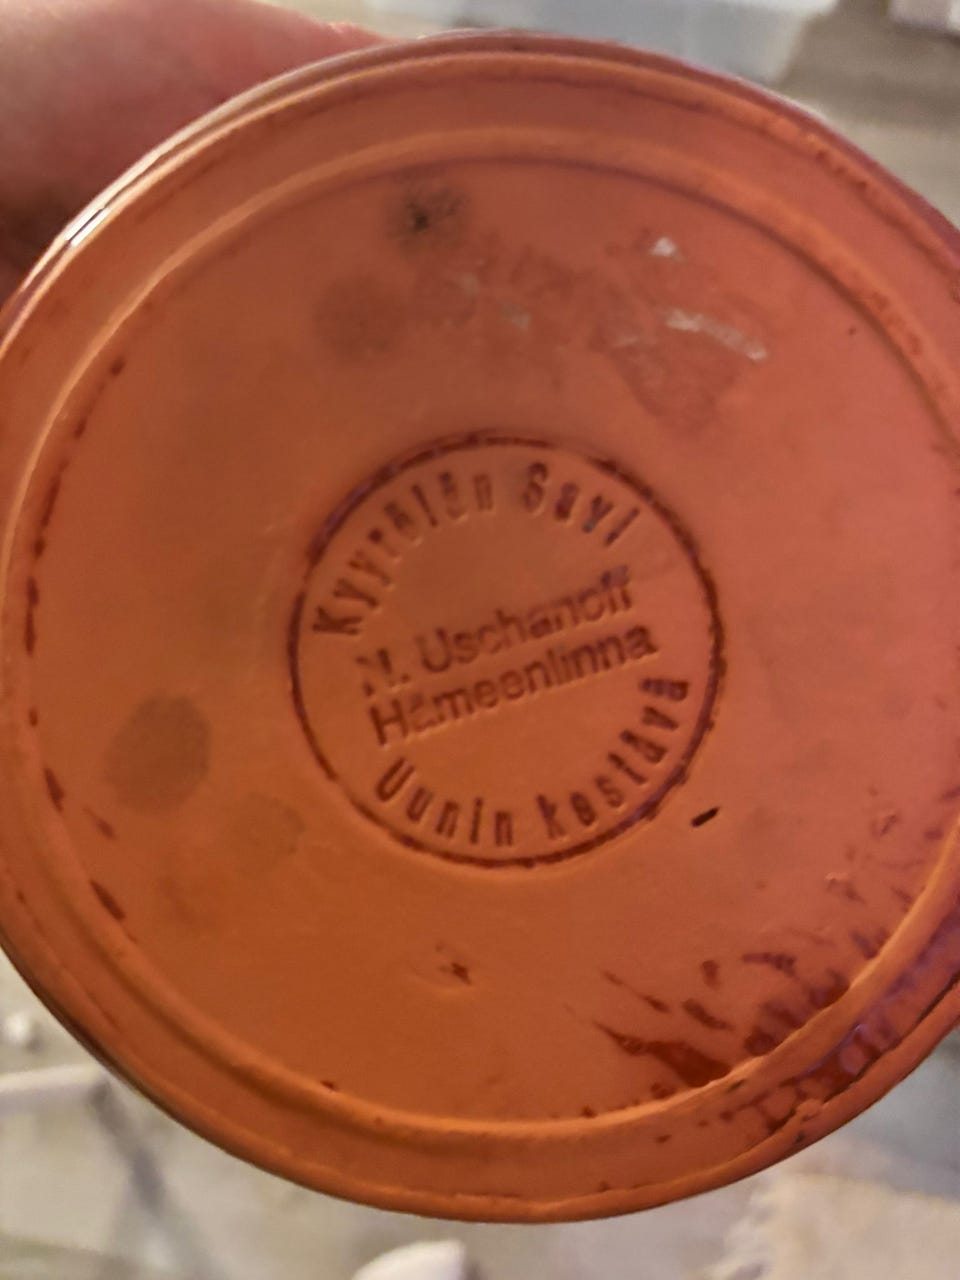 Kyyrölän Savi
N. Uschanoff
Hämeenlinna
Uunin kestävä